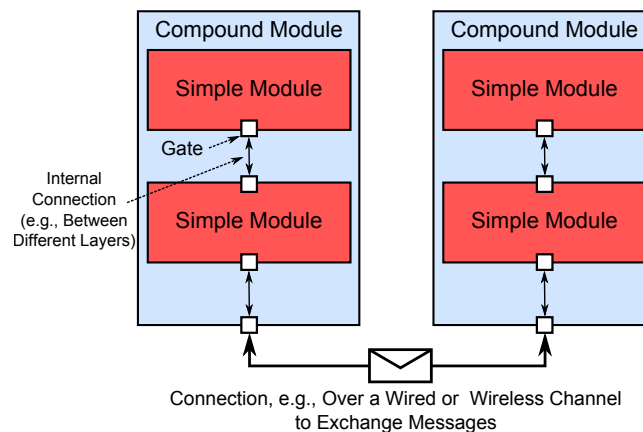 Compound Module
Simple Module
Gate
Internal
Connection
(e.g., Between
Different Layers)
Simple Module
Compound Module
Simple Module
Simple Module
Connection, e.g., Over a Wired or Wireless Channel
to Exchange Messages